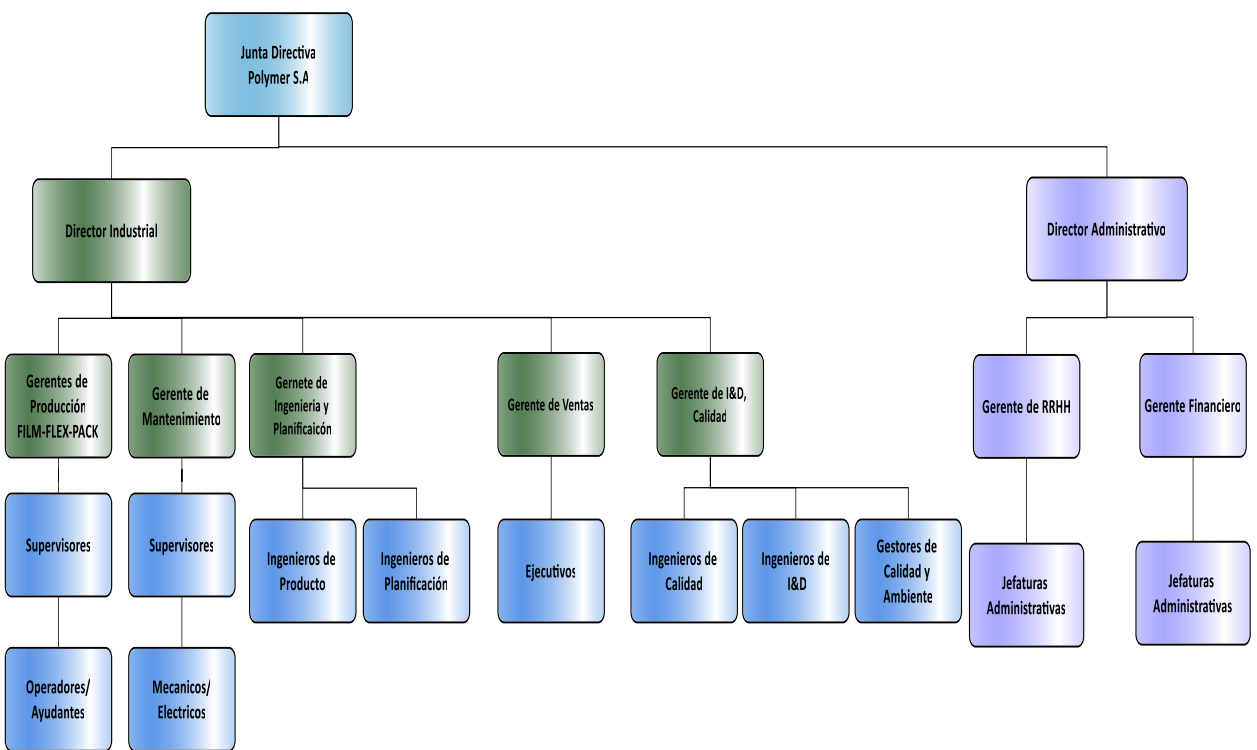 Junta Directiva
Polymer S.A
Director Industrial
Director Administrativo
Gerentes de
Producción
FILM-FLEX-PACK
Gerente de
Mantenimiento
Gernete de
Ingenieria y
Planificaicón
Gerente de Ventas
Gerente de I&D,
Calidad
Gerente de RRHH
Gerente Financiero
Supervisores
Supervisores
Ingenieros de
Producto
Ingenieros de
Planificación
Ejecutivos
Ingenieros de
Calidad
Ingenieros de
I&D
Gestores de
Calidad y
Ambiente
Jefaturas
Administrativas
Jefaturas
Administrativas
Operadores/
Ayudantes
Mecanicos/
Electricos